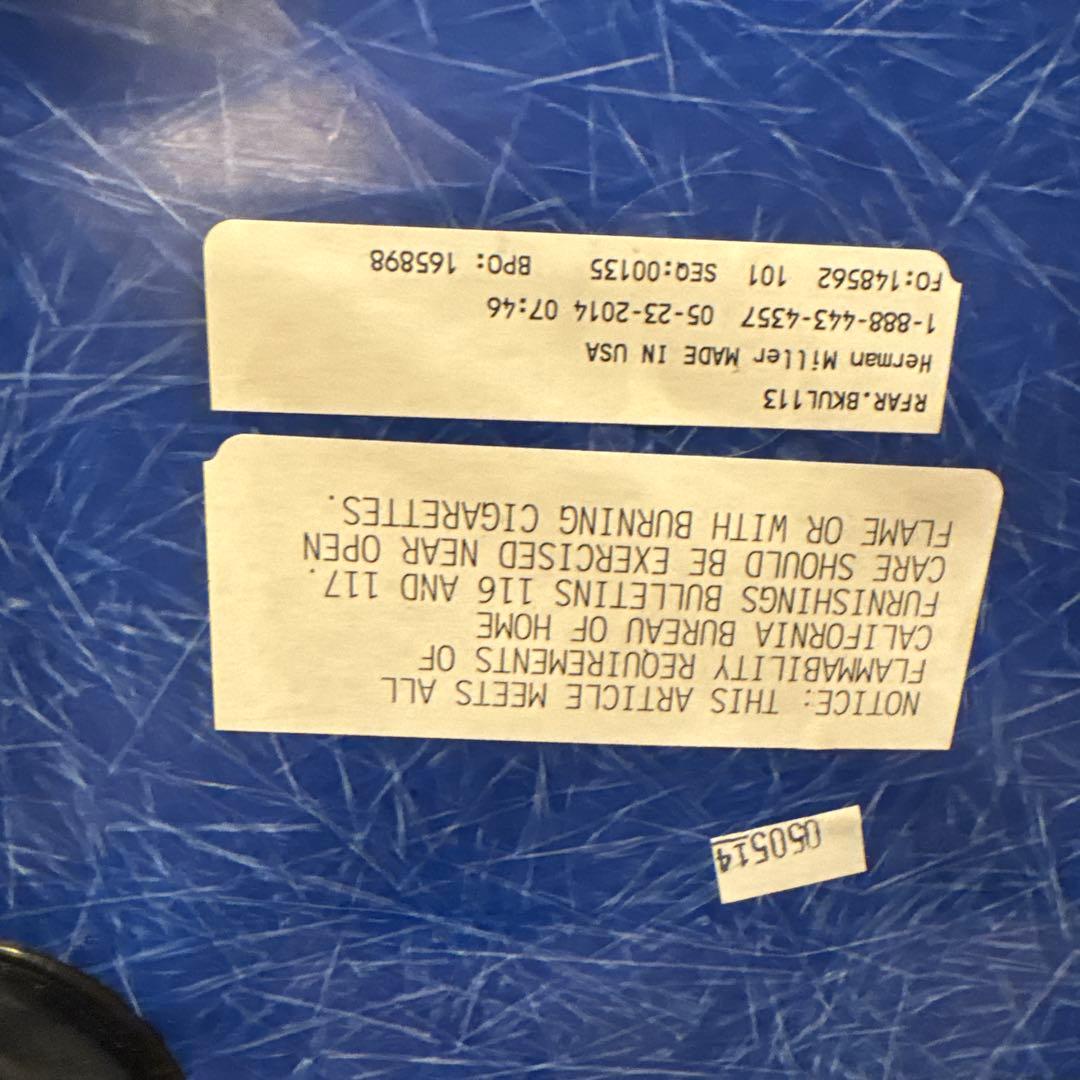 050514
NOTICE: THIS ARTICLE MEETS ALL
FLAMMABILITY REQUIREMENTS OF
CALIFORNIA BUREAU OF HOME
FURNISHINGS BULLETINS 116 AND 117.
CARE SHOULD BE EXERCISED NEAR OPEN
FLAME OR WITH BURNING CIGARETTES.
RFAR.BKUL113
Herman Miller MADE IN USA
1-888-443-4357 05-23-2014 07:46
FO:148562 101 SEQ:00135 BPO: 165898